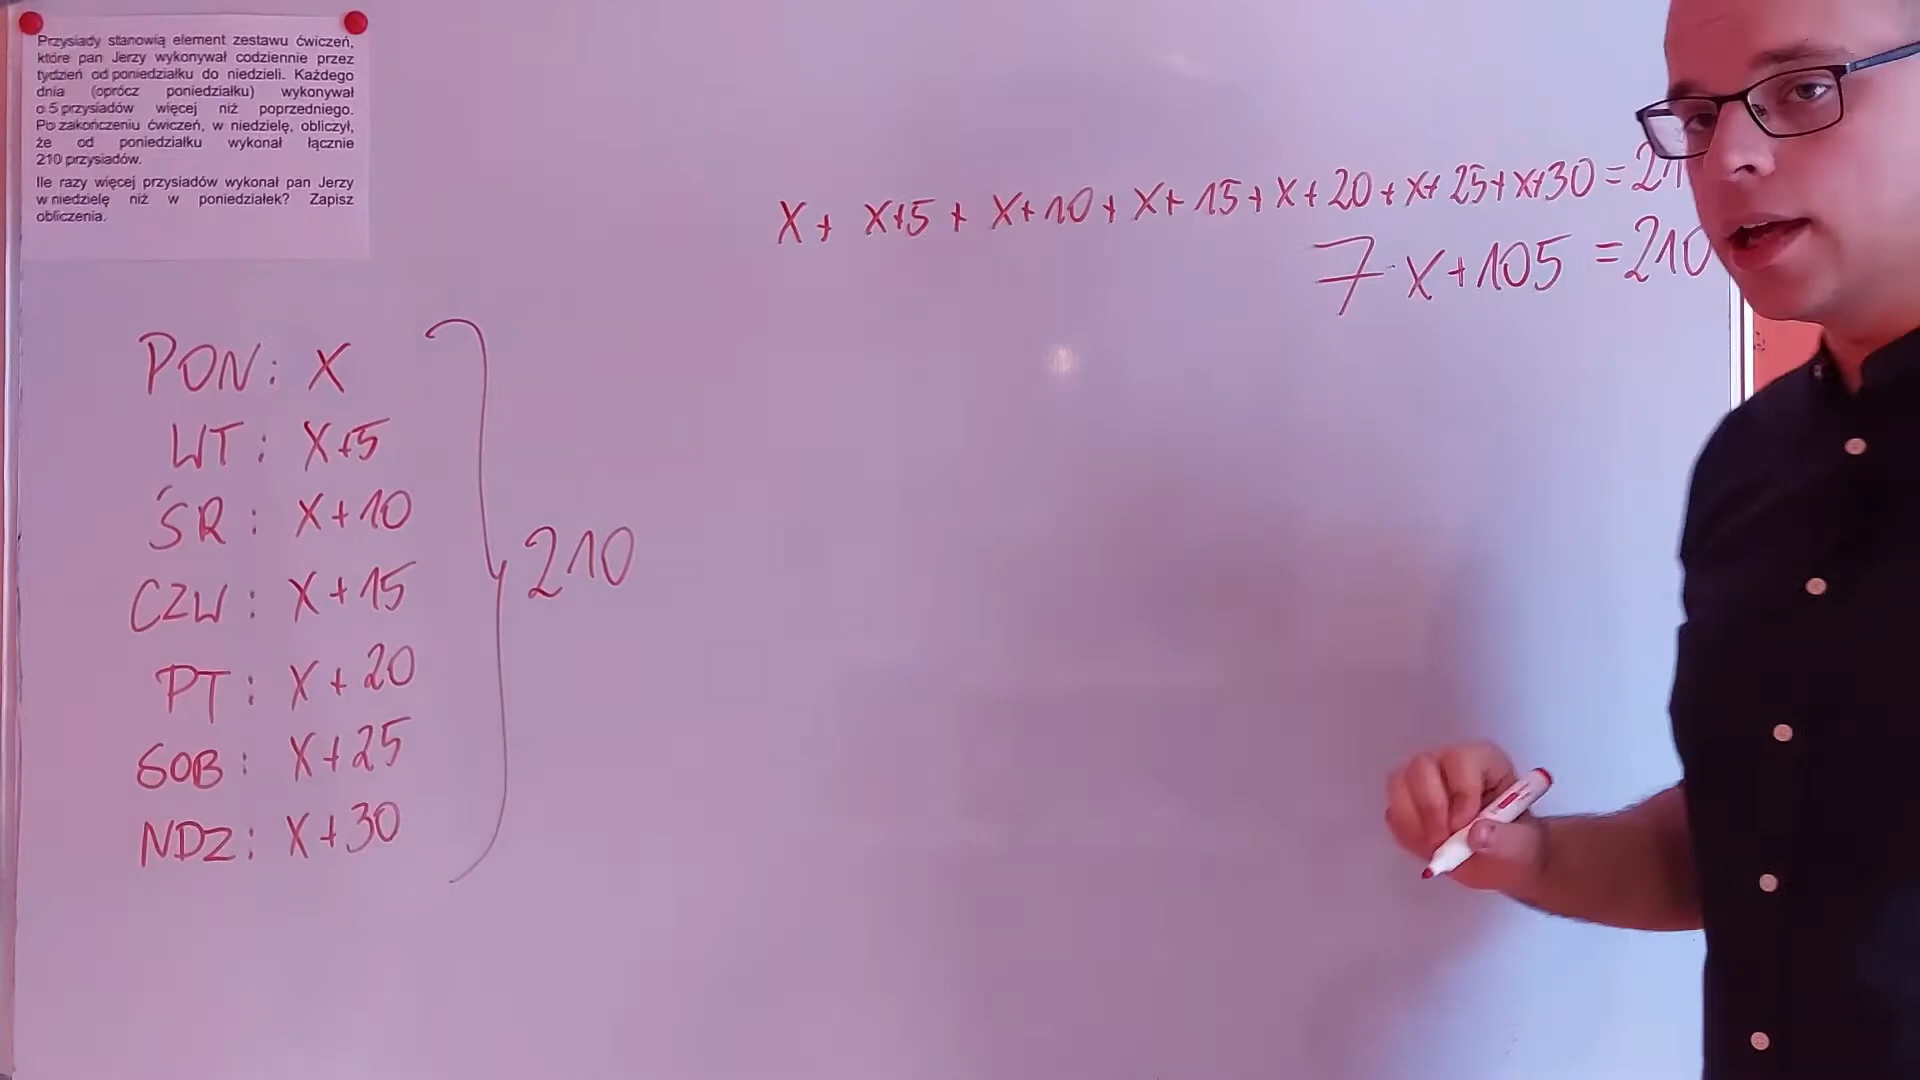 Przysiady stanowią element zestawu ćwiczeń,
które pan Jerzy wykonywał codziennie przez
tydzień od poniedziałku do niedzieli. Każdego
dnia (oprócz poniedziałku) wykonywał
o 5 przysiadów więcej niż poprzedniego.
Po zakończeniu ćwiczeń, w niedzielę, obliczył,
że od poniedziałku wykonał łącznie
210 przysiadów.
Ile razy więcej przysiadów wykonał pan Jerzy
w niedzielę niż w poniedziałek? Zapisz
obliczenia.
X + X+5 + X+10 + X+15 + X+20 + X+25 + X+30 = 21
7·X+105 = 210
PON: X
WT: X+5
ŚR: X+10
CZW: X+15
PT: X+20
SOB: X+25
NDZ: X+30
210